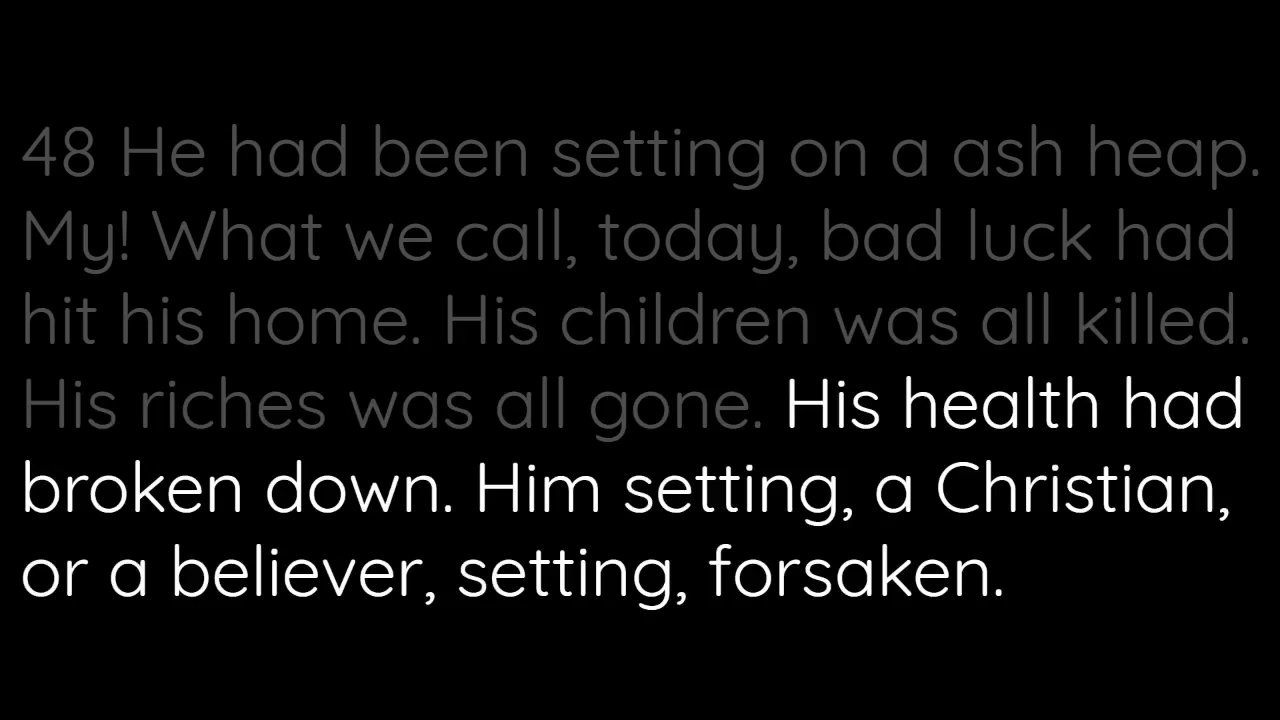 48 He had been setting on a ash heap.
My! What we call, today, bad luck had
hit his home. His children was all killed.
His riches was all gone. His health had
broken down. Him setting, a Christian,
or a believer, setting, forsaken.